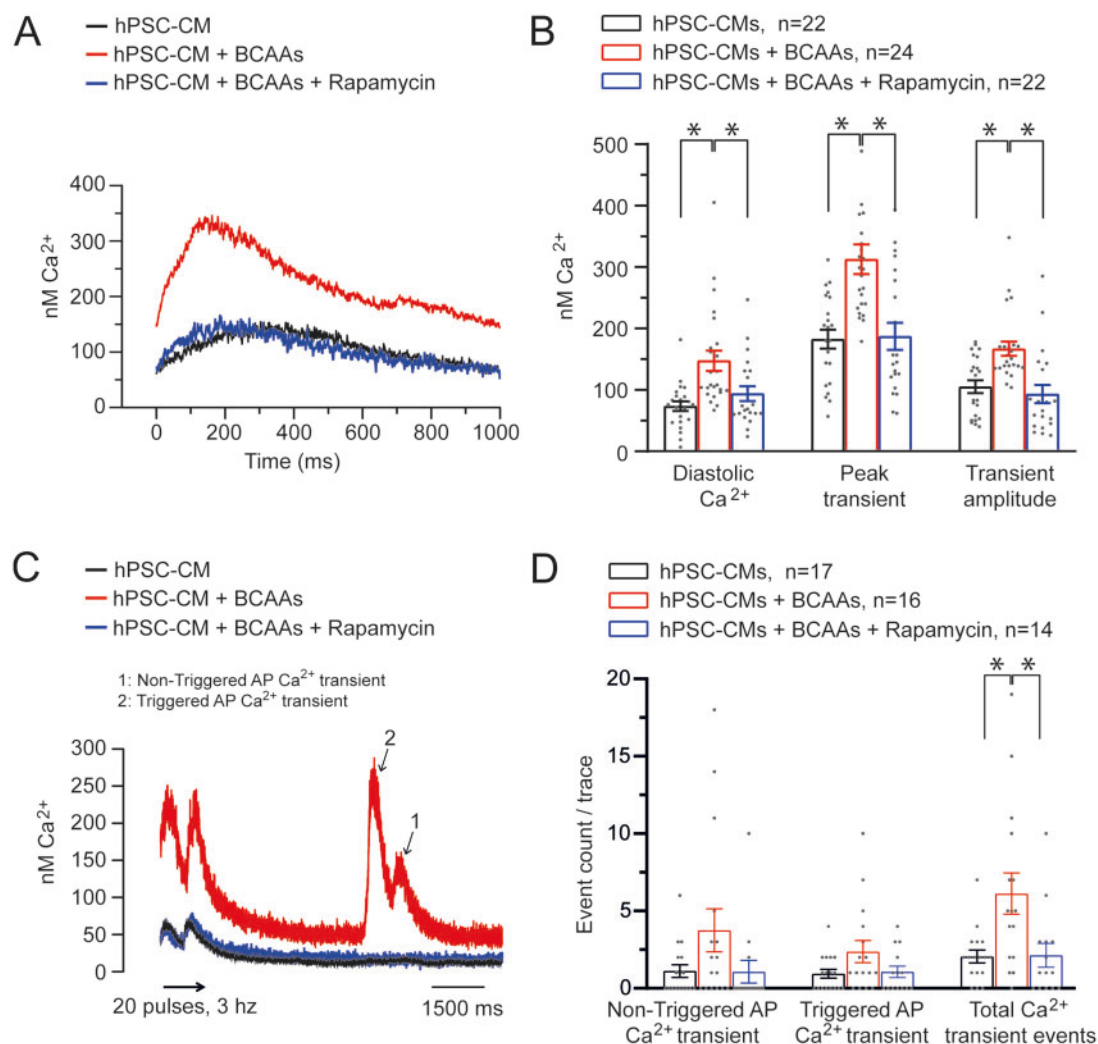 A
hPSC-CM
hPSC-CM + BCAAs
hPSC-CM + BCAAs + Rapamycin
400
350
300
250
200
150
100
50
0
nM Ca2+
0 200 400 600 800 1000
Time (ms)
B
hPSC-CMs, n=22
hPSC-CMs + BCAAs, n=24
hPSC-CMs + BCAAs + Rapamycin, n=22
* * * * * *
500
400
300
200
100
0
nM Ca2+
Diastolic Peak Transient
Ca2+ transient amplitude
C
hPSC-CM
hPSC-CM + BCAAs
hPSC-CM + BCAAs + Rapamycin
1: Non-Triggered AP Ca2+ transient
2: Triggered AP Ca2+ transient
300
250
200
150
100
50
0
nM Ca2+
2
1
20 pulses, 3 hz
1500 ms
D
hPSC-CMs, n=17
hPSC-CMs + BCAAs, n=16
hPSC-CMs + BCAAs + Rapamycin, n=14
* *
20
15
10
5
0
Event count / trace
Non-Triggered AP Triggered AP Total Ca2+
Ca2+ transient Ca2+ transient transient events